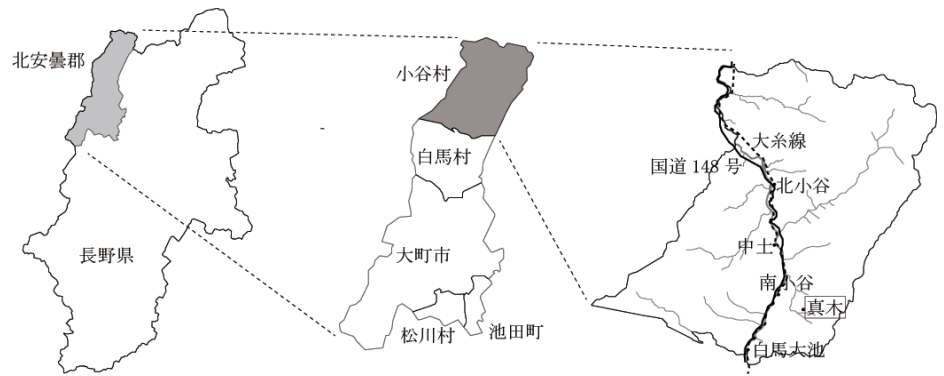 北安曇郡
長野県
小谷村
白馬村
大町市
松川村
池田町
大糸線
国道 148 号
北小谷
中土
南小谷
真木
白馬大池